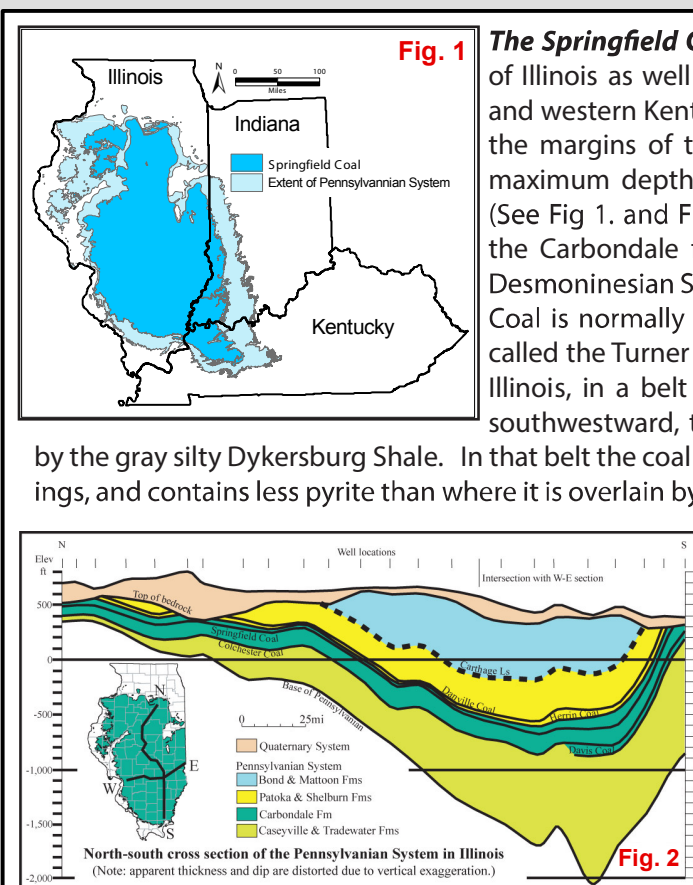 Fig. 1
Illinois
N
0 50 100
Miles
Indiana
Springfield Coal
Extent of Pennsylvannian System
Kentucky
The Springfield C
of Illinois as well
and western Kent
the margins of t
maximum depth
(See Fig 1. and F
the Carbondale
Desmoninesian S
Coal is normally
called the Turner
Illinois, in a belt
southwestward, t
by the gray silty Dykersburg Shale. In that belt the coal
ings, and contains less pyrite than where it is overlain by
N
S
Elev
ft
Well locations
Intersection with W-E section
500
0
-500
-1,000
-1,500
-2,000
Top of bedrock
Springfield Coal
Colchester Coal
Base of Pennsylvanian
Carthage Ls
Danville Coal
Herrin Coal
Davis Coal
N
E
W
S
0 25mi
Quaternary System
Pennsylvanian System
Bond & Mattoon Fms
Patoka & Shelburn Fms
Carbondale Fm
Caseyville & Tradewater Fms
North-south cross section of the Pennsylvanian System in Illinois
(Note: apparent thickness and dip are distorted due to vertical exaggeration.)
Fig. 2